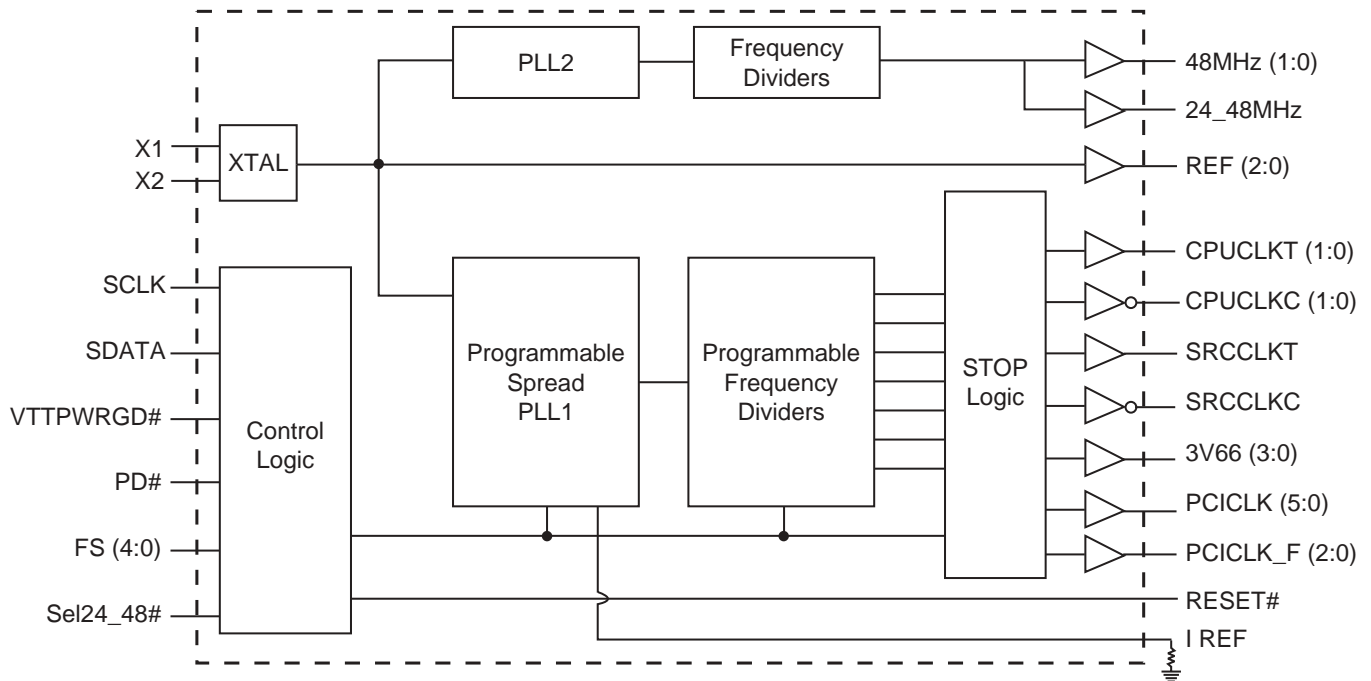 PLL2
Frequency
Dividers
48MHz (1:0)
24_48MHz
X1
X2
XTAL
REF (2:0)
SCLK
SDATA
VTTPWRGD#
PD#
FS (4:0)
Sel24_48#
Control
Logic
Programmable
Spread
PLL1
Programmable
Frequency
Dividers
STOP
Logic
CPUCLKT (1:0)
CPUCLKC (1:0)
SRCCLKT
SRCCLKC
3V66 (3:0)
PCICLK (5:0)
PCICLK_F (2:0)
RESET#
I REF